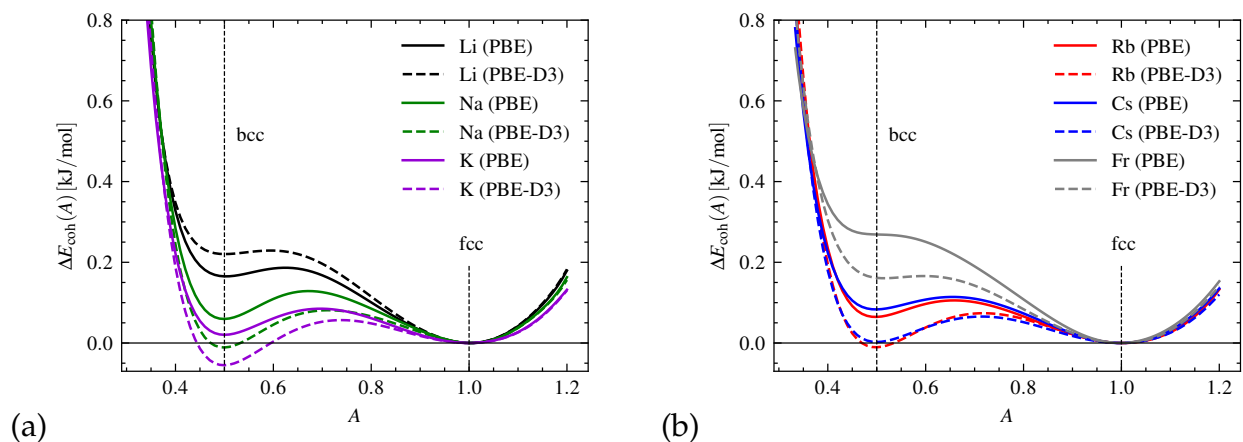 0.8
0.6
0.4
0.2
0.0
ΔE_coh(A) [kJ/mol]
0.4 0.6 0.8 1.0 1.2
A
bcc
fcc
Li (PBE)
Li (PBE-D3)
Na (PBE)
Na (PBE-D3)
K (PBE)
K (PBE-D3)
(a)
0.8
0.6
0.4
0.2
0.0
ΔE_coh(A) [kJ/mol]
0.4 0.6 0.8 1.0 1.2
A
bcc
fcc
Rb (PBE)
Rb (PBE-D3)
Cs (PBE)
Cs (PBE-D3)
Fr (PBE)
Fr (PBE-D3)
(b)